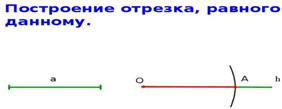 Построение отрезка, равного
данному.
a
O
A
h